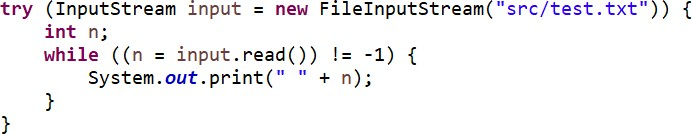 try (InputStream input = new FileInputStream("src/test.txt")) {
    int n;
    while ((n = input.read()) != -1) {
        System.out.print(" " + n);
    }
}